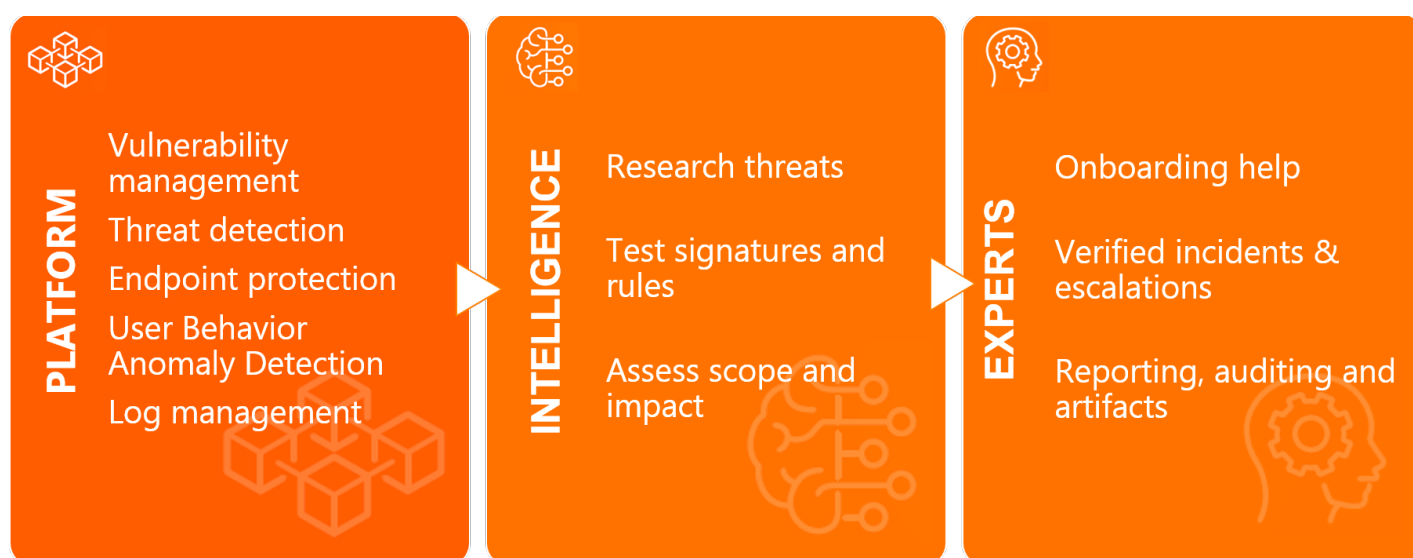 PLATFORM
Vulnerability
management
Threat detection
Endpoint protection
User Behavior
Anomaly Detection
Log management
INTELLIGENCE
Research threats
Test signatures and
rules
Assess scope and
impact
EXPERTS
Onboarding help
Verified incidents &
escalations
Reporting, auditing and
artifacts